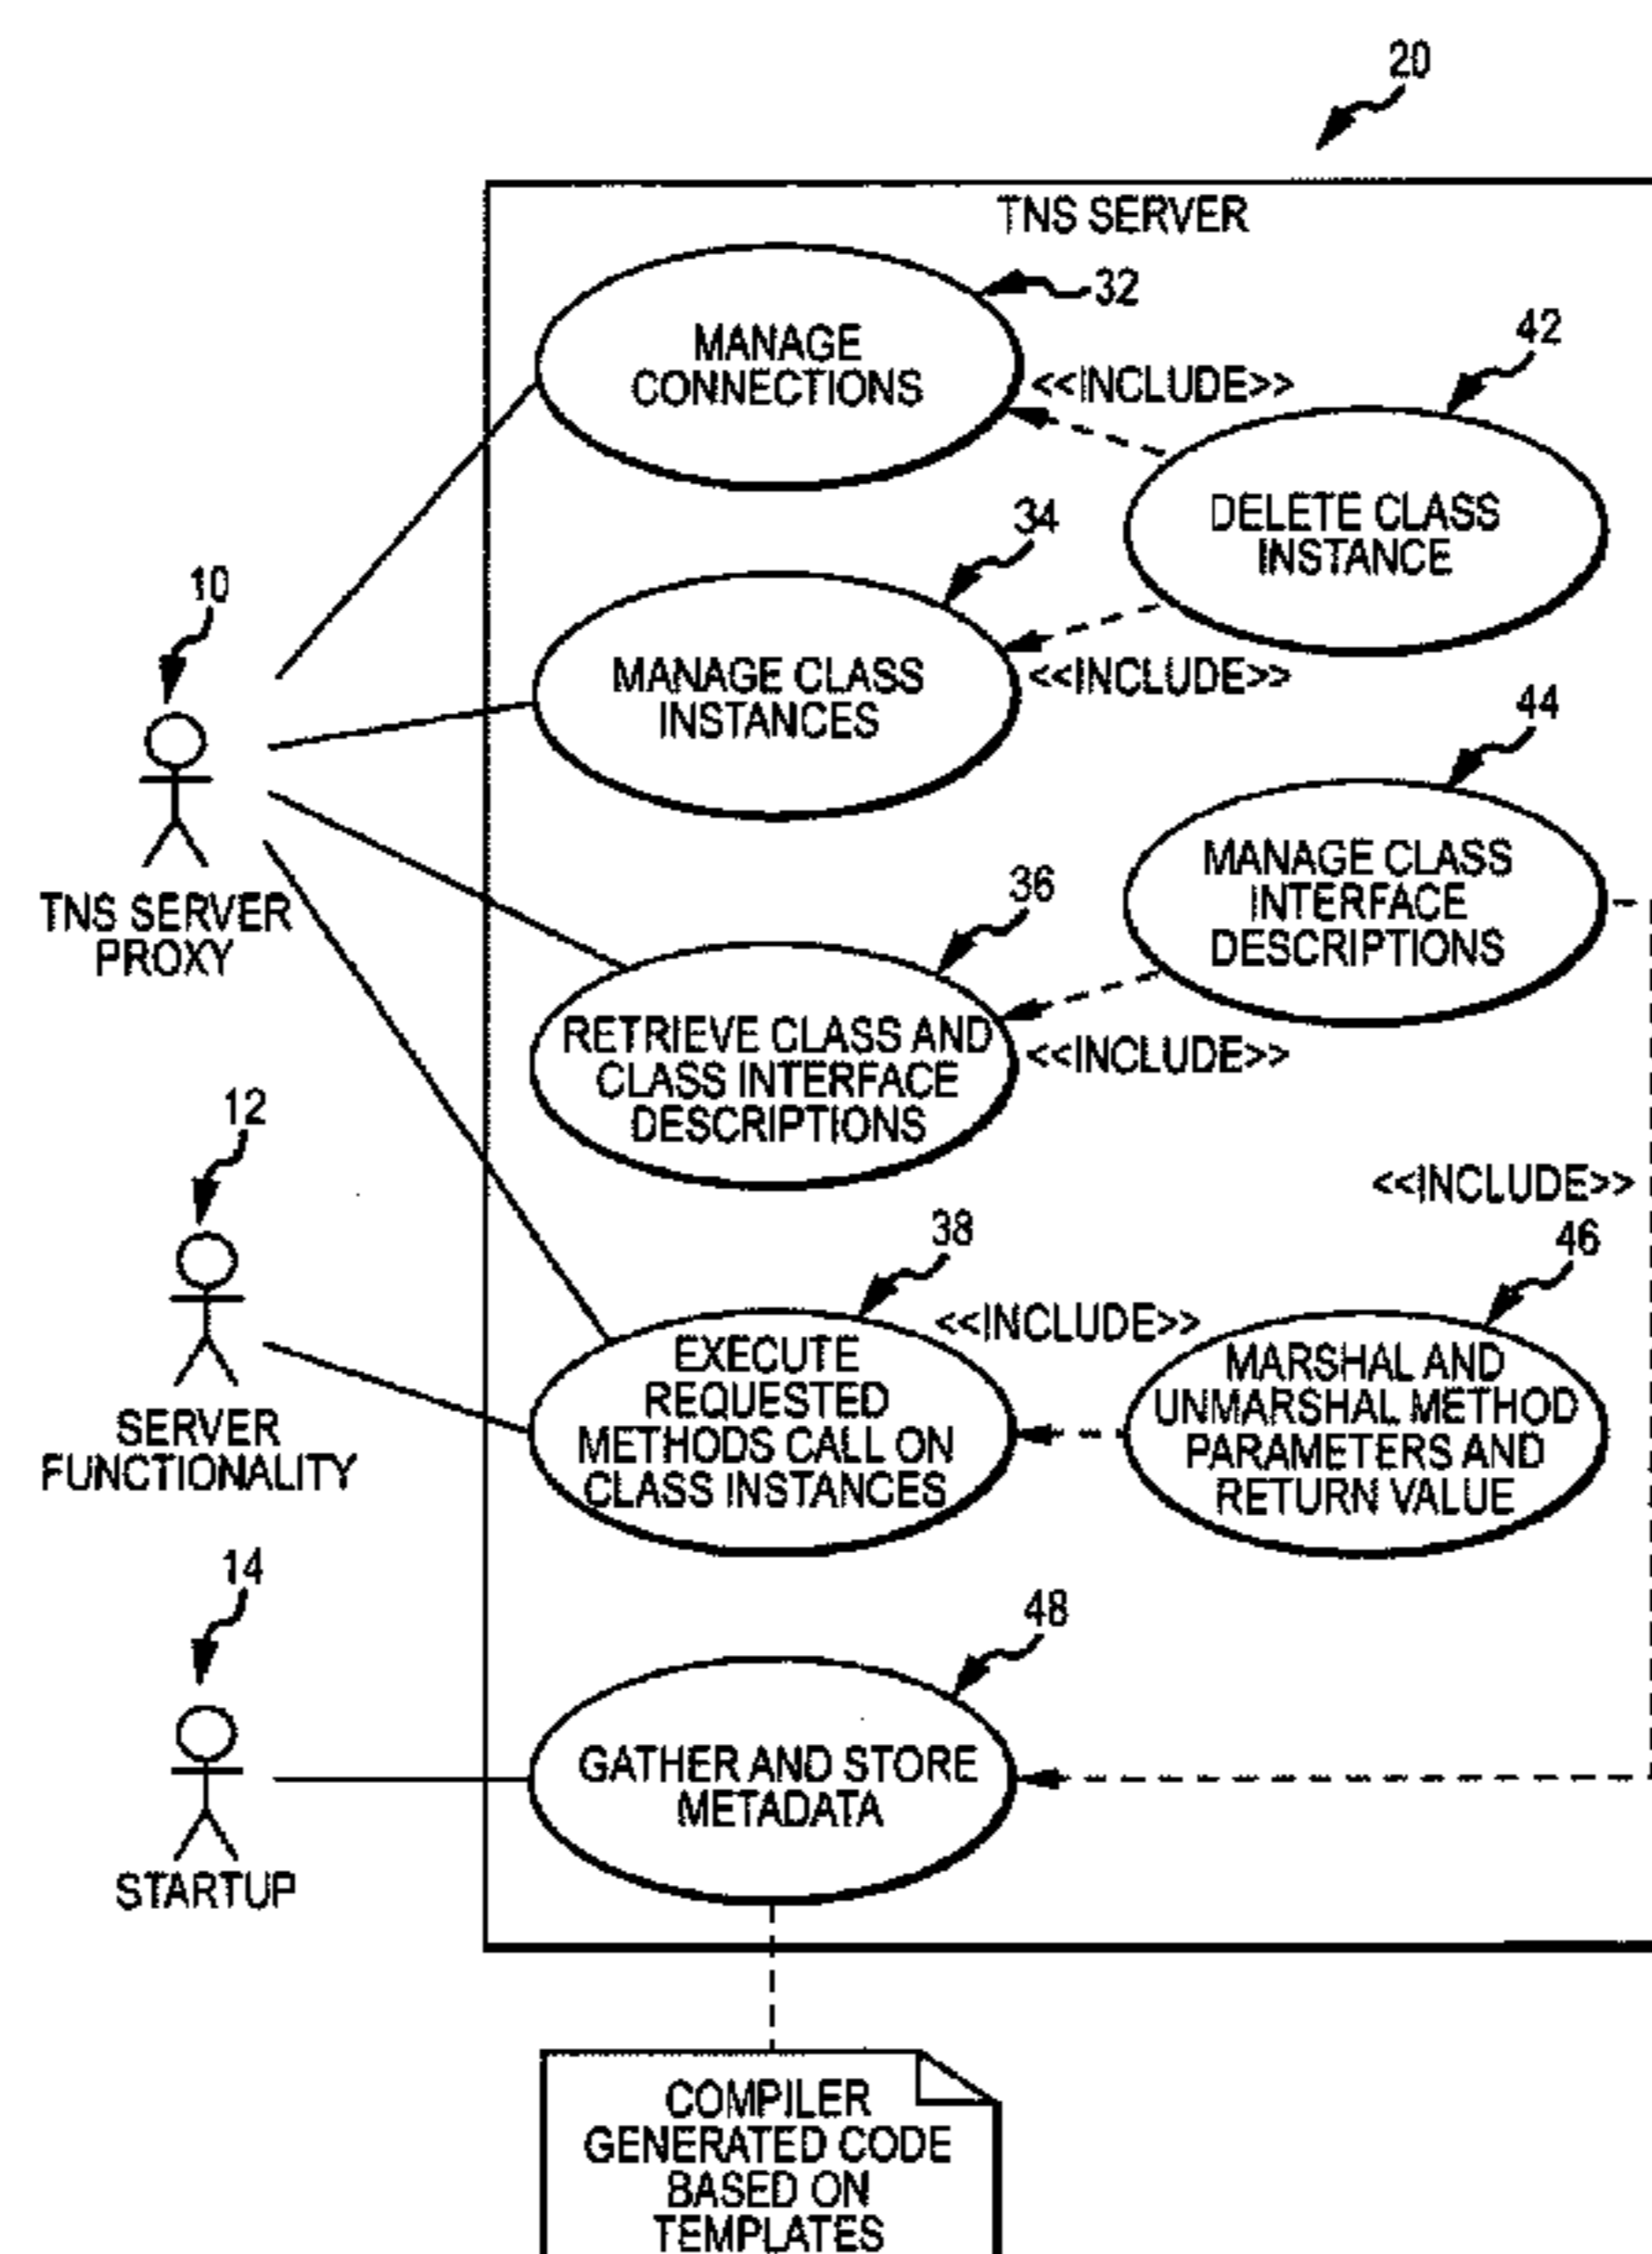 20
TNS SERVER
32
MANAGE
CONNECTIONS
<<INCLUDE>>
42
DELETE CLASS
INSTANCE
34
10
MANAGE CLASS
INSTANCES
<<INCLUDE>>
44
MANAGE CLASS
INTERFACE
DESCRIPTIONS
TNS SERVER
PROXY
36
RETRIEVE CLASS AND
CLASS INTERFACE
DESCRIPTIONS
<<INCLUDE>>
12
<<INCLUDE>>
38
46
<<INCLUDE>>
EXECUTE
REQUESTED
METHODS CALL ON
CLASS INSTANCES
MARSHAL AND
UNMARSHAL METHOD
PARAMETERS AND
RETURN VALUE
SERVER
FUNCTIONALITY
14
48
GATHER AND STORE
METADATA
STARTUP
COMPILER
GENERATED CODE
BASED ON
TEMPLATES